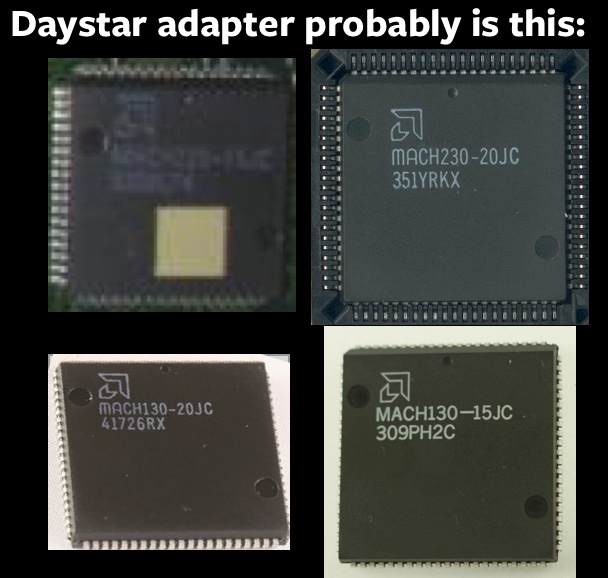 Daystar adapter probably is this:
MACH230-20JC
351YRKX
MACH130-20JC
41726RX
MACH130-15JC
309PH2C